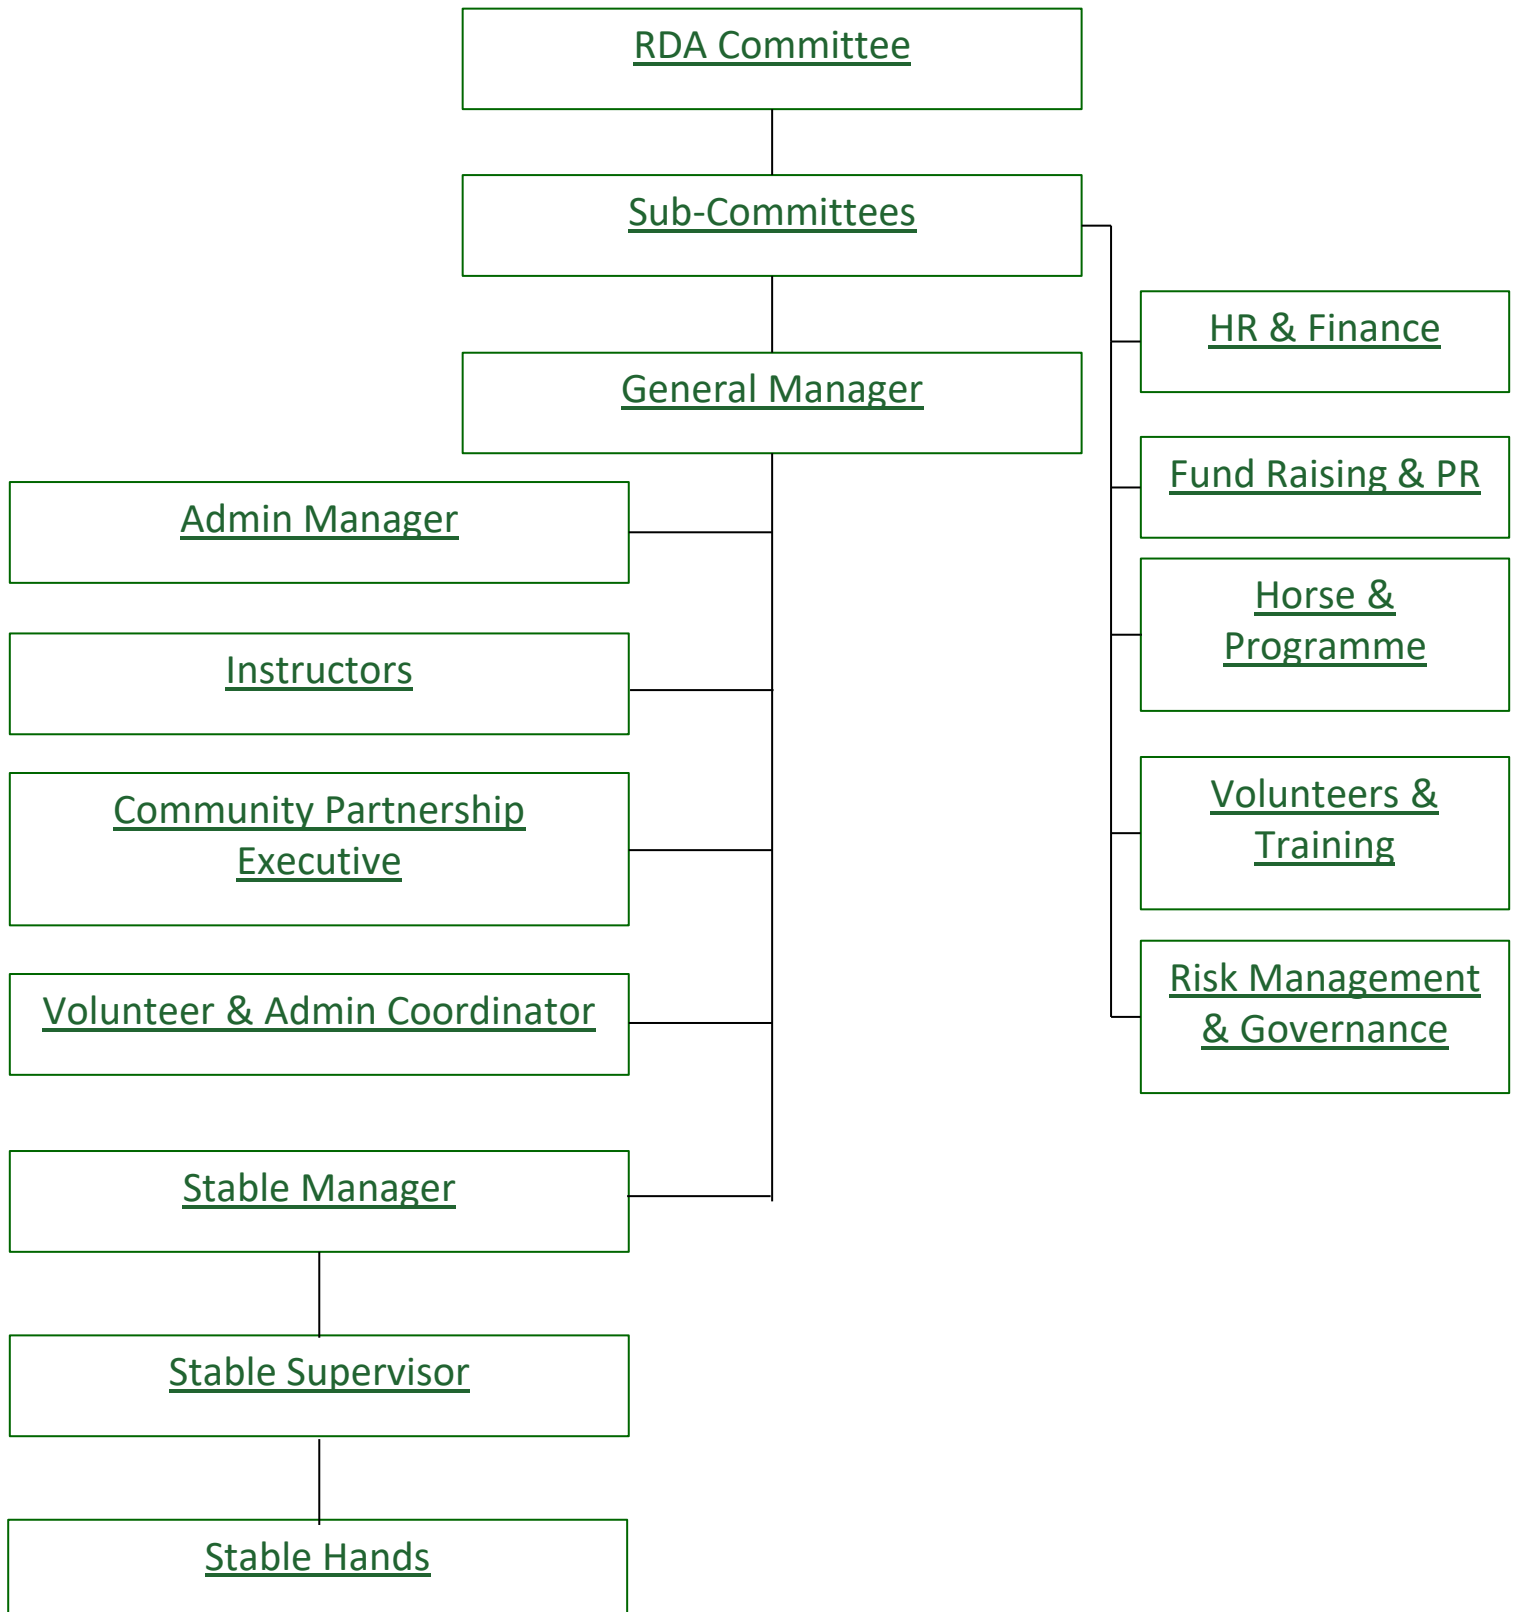 RDA Committee
Sub-Committees
General Manager
HR & Finance
Fund Raising & PR
Horse &
Programme
Volunteers &
Training
Risk Management
& Governance
Admin Manager
Instructors
Community Partnership
Executive
Volunteer & Admin Coordinator
Stable Manager
Stable Supervisor
Stable Hands